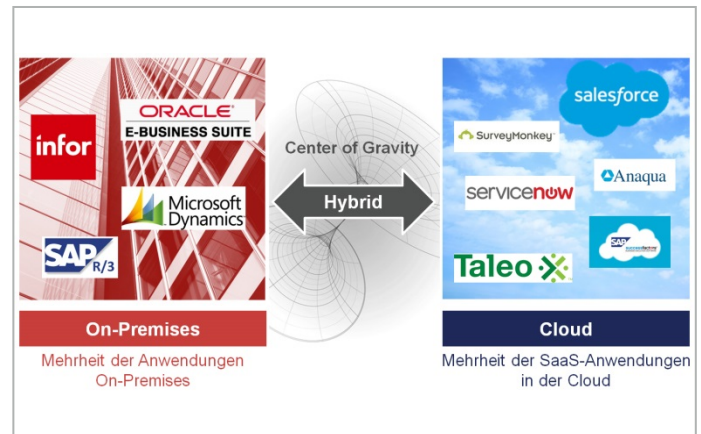 infor
ORACLE®
E-BUSINESS SUITE
Microsoft
Dynamics
SAP R/3
On-Premises
Mehrheit der Anwendungen
On-Premises
Center of Gravity
Hybrid
salesforce
SurveyMonkey
Anaqua
servicenow
SAP
Taleo
Cloud
Mehrheit der SaaS-Anwendungen
in der Cloud